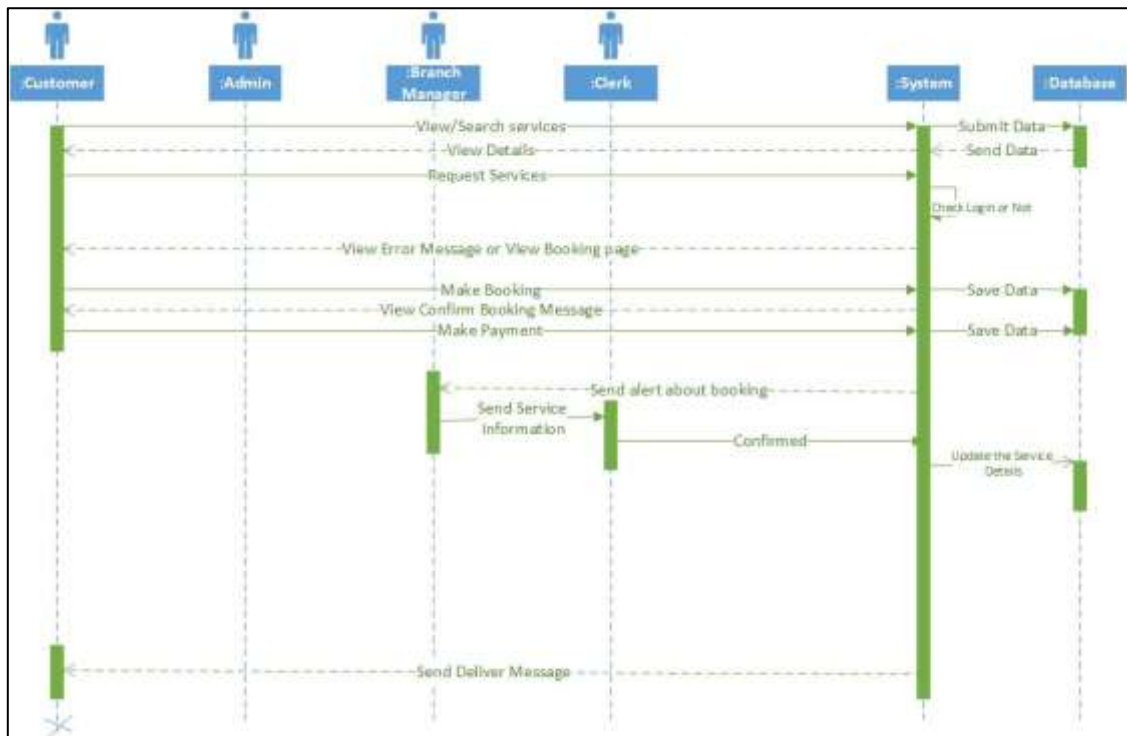 :Customer
:Admin
:Branch
Manager
:Clerk
:System
:Database
View/Search services
Submit Data
View Details
Send Data
Request Services
Check Login or Not
View Error Message or View Booking page
Make Booking
Save Data
View Confirm Booking Message
Make Payment
Save Data
Send alert about booking
Send Service
Information
Confirmed
Update the Service
Details
Send Deliver Message